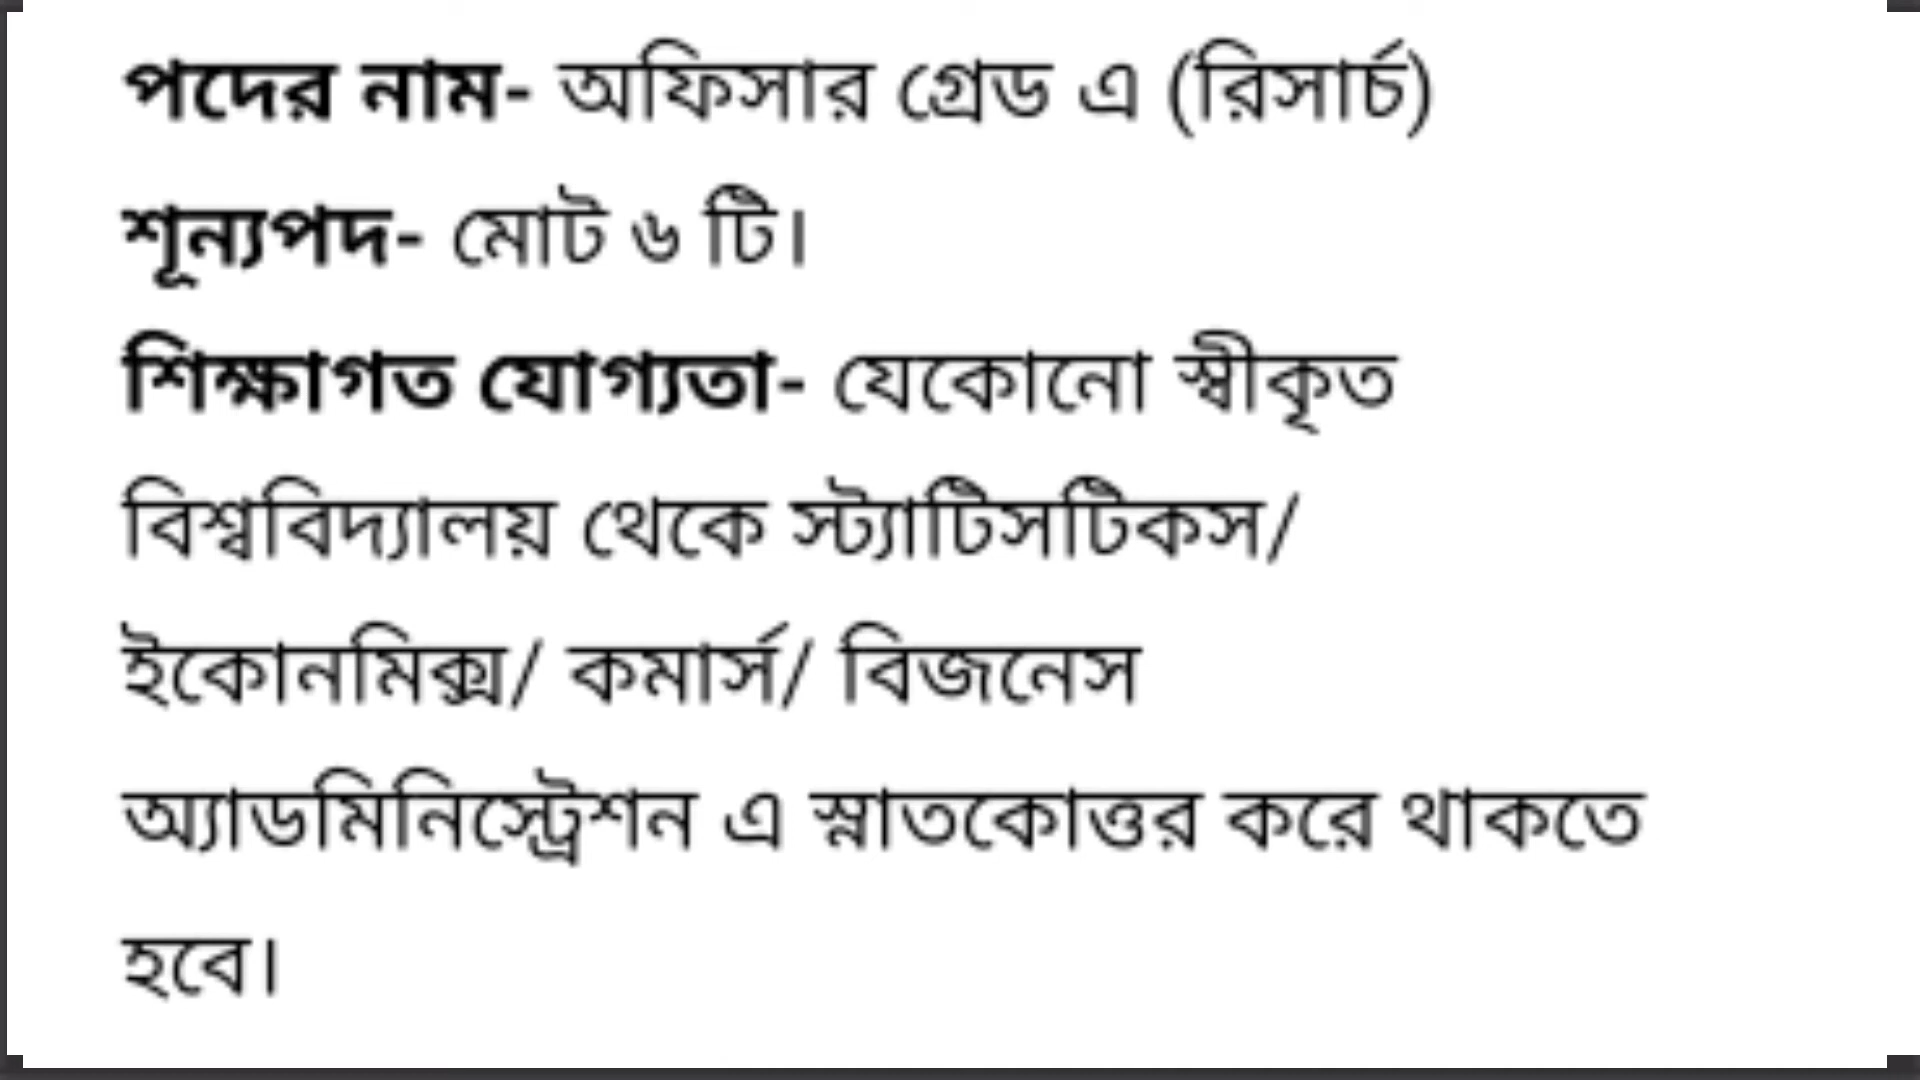 পদের নাম- অফিসার গ্রেড এ (রিসার্চ)
শূন্যপদ- মোট ৬ টি।
শিক্ষাগত যোগ্যতা- যেকোনো স্বীকৃত
বিশ্ববিদ্যালয় থেকে স্ট্যাটিসটিকস/
ইকোনমিক্স/ কমার্স/ বিজনেস
অ্যাডমিনিস্ট্রেশন এ স্নাতকোত্তর করে থাকতে
হবে।